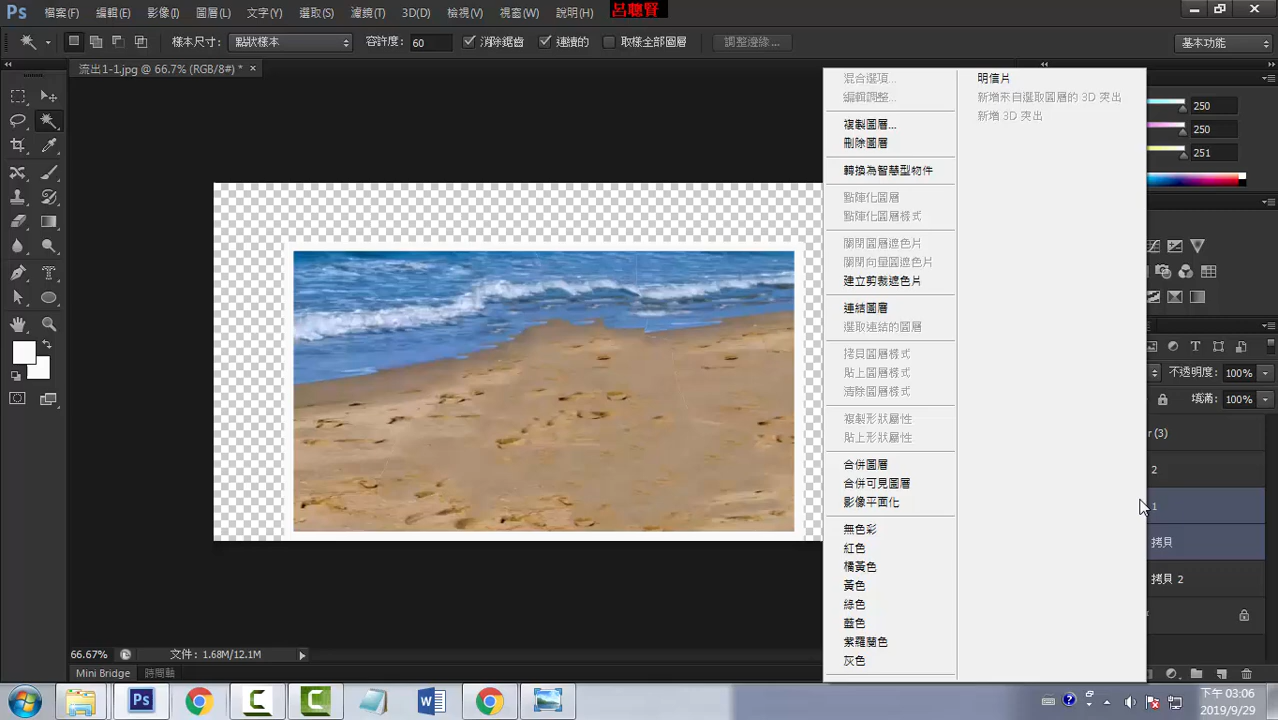 Ps 檔案(F) 編輯(E) 影像(I) 圖層(L) 文字(Y) 選取(S) 濾鏡(T) 3D(D) 檢視(V) 視窗(W) 說明(H) 呂聰賢
樣本尺寸: 點狀樣本 容許度: 60 消除鋸齒 連續的 取樣全部圖層 調整邊緣... 基本功能
流出1-1.jpg @ 66.7% (RGB/8#) *
混合選項...
編輯調整...
複製圖層...
刪除圖層
轉換為智慧型物件
點陣化圖層
點陣化圖層樣式
關閉圖層遮色片
關閉向量圖遮色片
建立剪裁遮色片
連結圖層
選取連結的圖層
拷貝圖層樣式
貼上圖層樣式
清除圖層樣式
複製形狀屬性
貼上形狀屬性
合併圖層
合併可見圖層
影像平面化
無色彩
紅色
橘黃色
黃色
綠色
藍色
紫羅蘭色
灰色
明信片
新增來自選取圖層的 3D 突出
新增 3D 突出
250
250
251
不透明度: 100%
填滿: 100%
r (3)
2
1
拷貝
拷貝 2
66.67% 文件: 1.68M/12.1M
Mini Bridge 時間軸
下午 03:06
2019/9/29